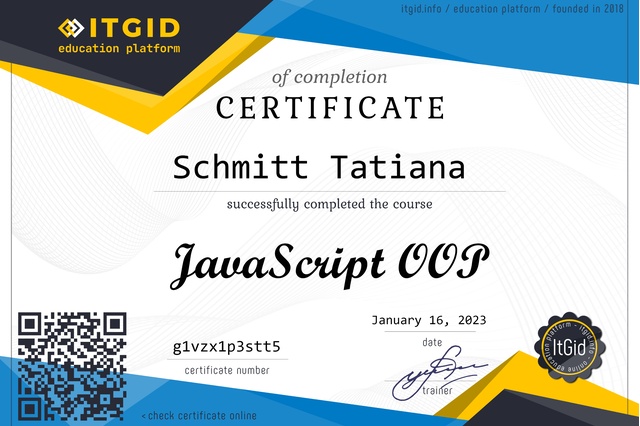 itgid.info / education platform / founded in 2018
ITGID
education platform
of completion
CERTIFICATE
Schmitt Tatiana
successfully completed the course
JavaScript OOP
January 16, 2023
date
g1vzx1p3stt5
certificate number
trainer
education platform - itgid.info - online
ItGid
< check certificate online